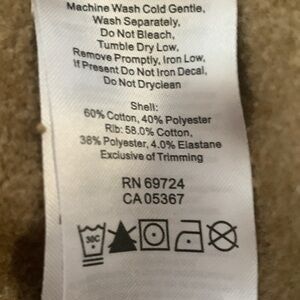 Machine Wash Cold Gentle,
Wash Separately,
Do Not Bleach,
Tumble Dry Low,
Remove Promptly, Iron Low,
If Present Do Not Iron Decal,
Do Not Dryclean
Shell:
60% Cotton, 40% Polyester
Rib: 58.0% Cotton,
38% Polyester, 4.0% Elastane
Exclusive of Trimming
RN 69724
CA 05367
30C